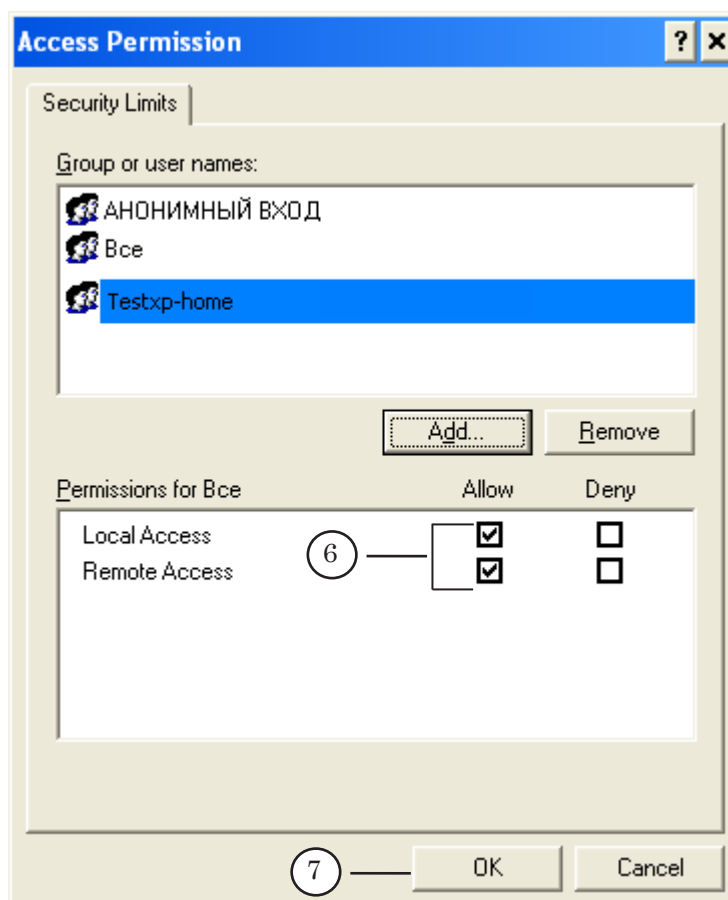 Access Permission
Security Limits
Group or user names:
АНОНИМНЫЙ ВХОД
Все
Testxp-home
Add... Remove
Permissions for Все Allow Deny
Local Access
6
Remote Access
7 OK Cancel